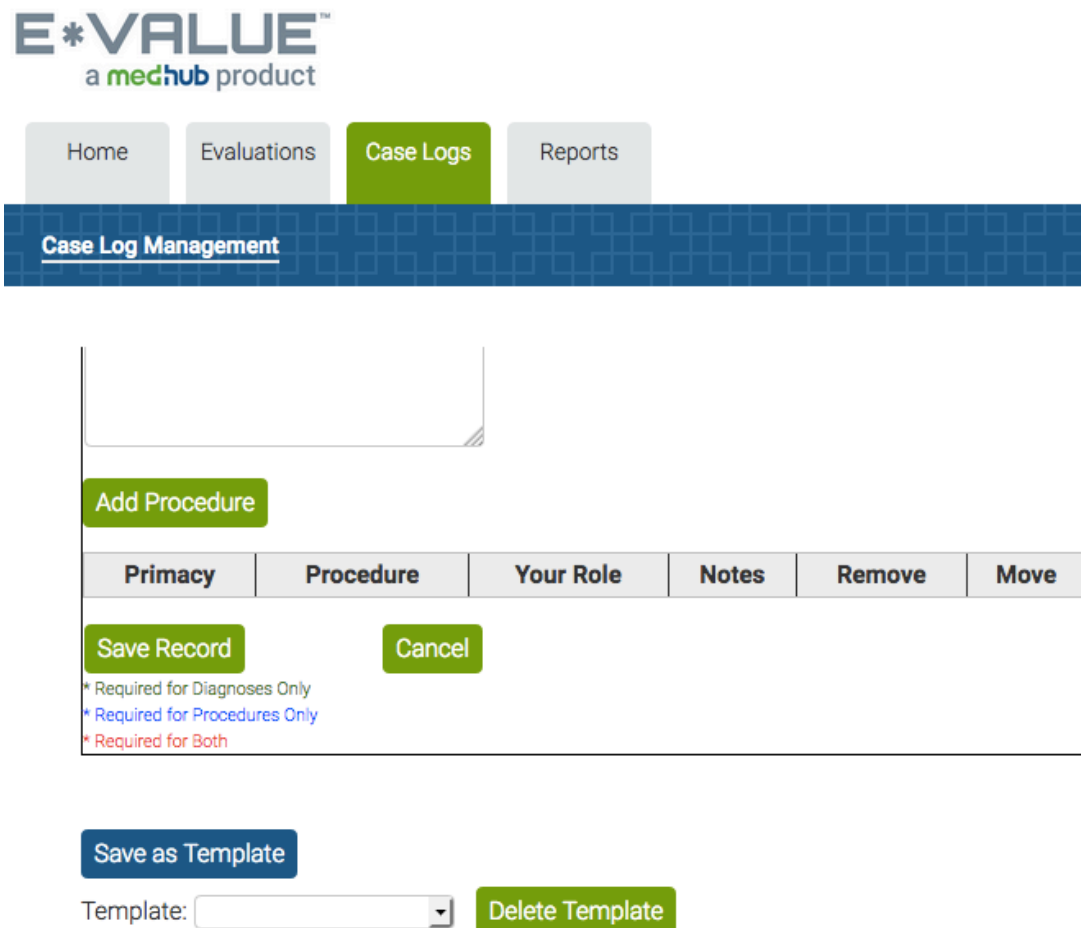 E*VALUE™
a medhub product
Home Evaluations Case Logs Reports
Case Log Management
Add Procedure
Primacy Procedure Your Role Notes Remove Move
Save Record Cancel
* Required for Diagnoses Only
* Required for Procedures Only
* Required for Both
Save as Template
Template: Delete Template